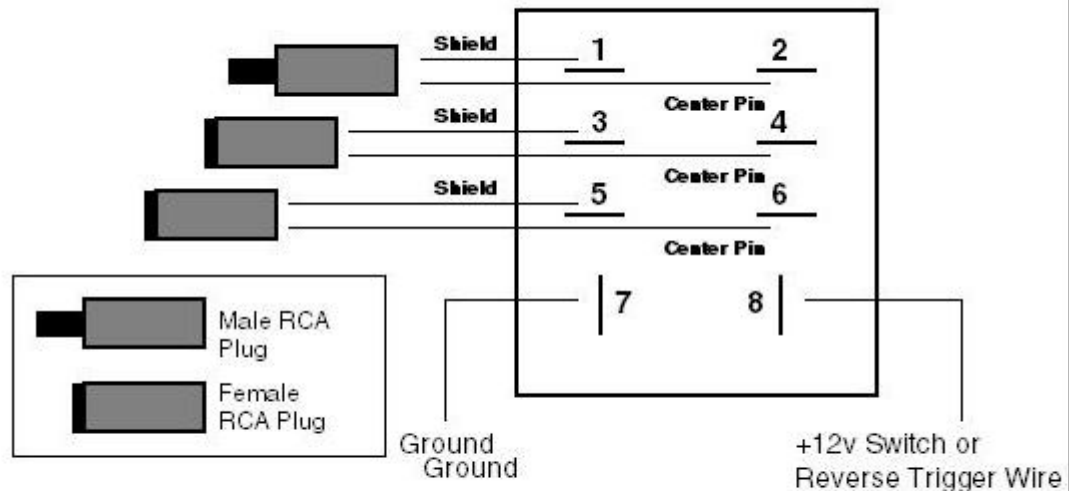 Shield
1 2
Center Pin
Shield
3 4
Center Pin
Shield
5 6
Center Pin
7 8
Male RCA
Plug
Female
RCA Plug
Ground
Ground
+12v Switch or
Reverse Trigger Wire